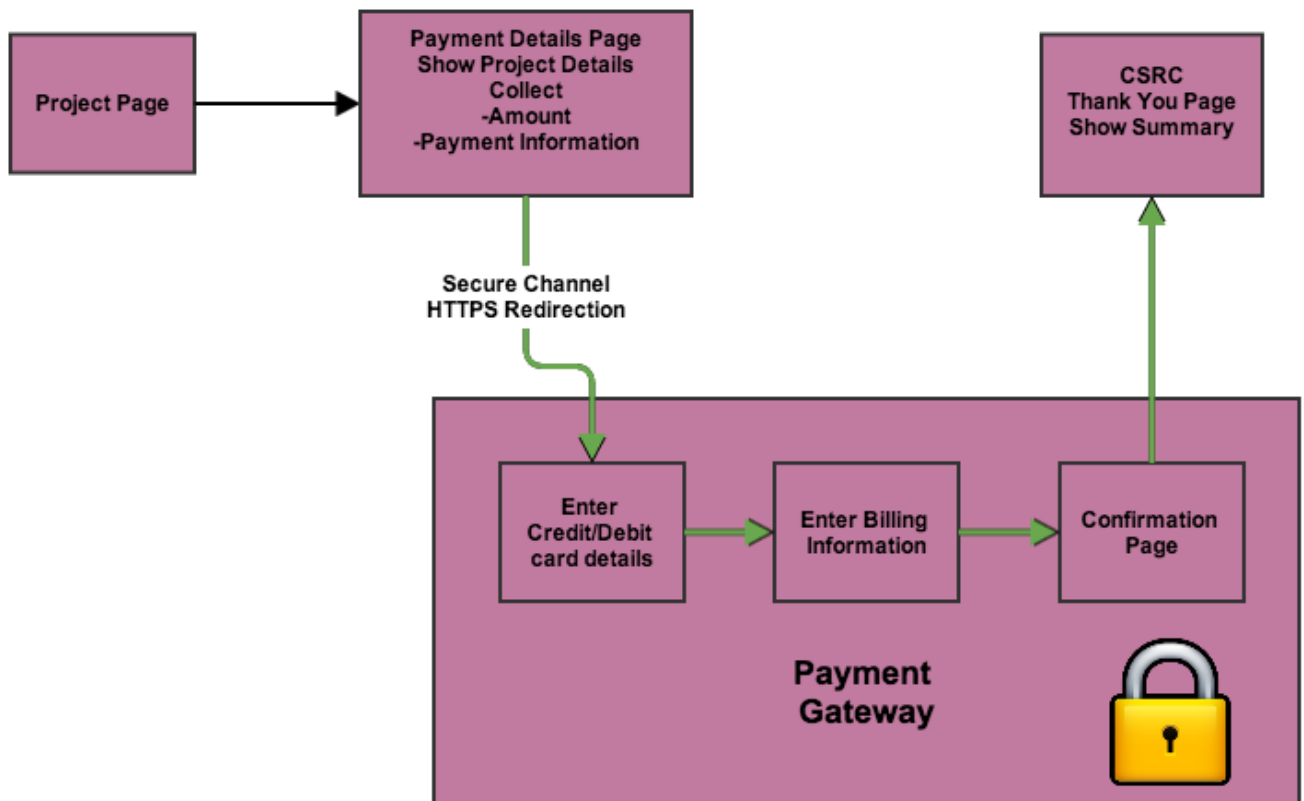 Project Page
Payment Details Page
Show Project Details
Collect
-Amount
-Payment Information
CSRC
Thank You Page
Show Summary
Secure Channel
HTTPS Redirection
Enter
Credit/Debit
card details
Enter Billing
Information
Confirmation
Page
Payment
Gateway